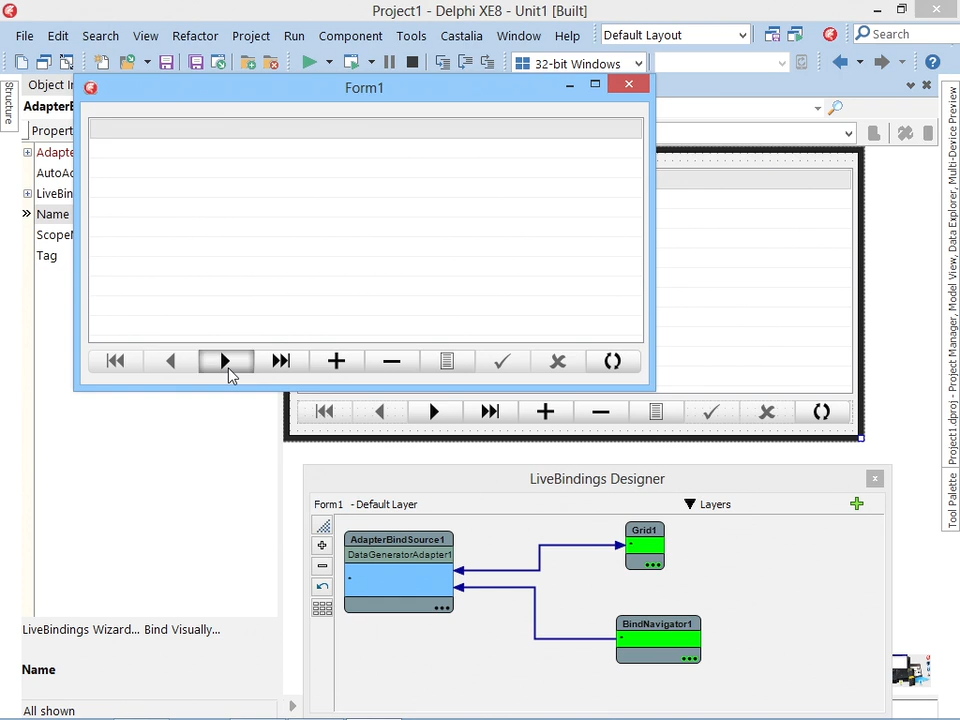 Project1 - Delphi XE8 - Unit1 [Built]
File Edit Search View Refactor Project Run Component Tools Castalia Window Help Default Layout Search
32-bit Windows
Structure
Object In
Form1
AdapterB
Propert
Adapte
AutoAd
LiveBin
Name
ScopeN
Tag
Project1.dproj - Project Manager, Model View, Data Explorer, Multi-Device Preview
Tool Palette
LiveBindings Designer
Form1 - Default Layer
Layers
AdapterBindSource1
DataGeneratorAdapter1
*
Grid1
*
BindNavigator1
*
LiveBindings Wizard... Bind Visually...
Name
All shown